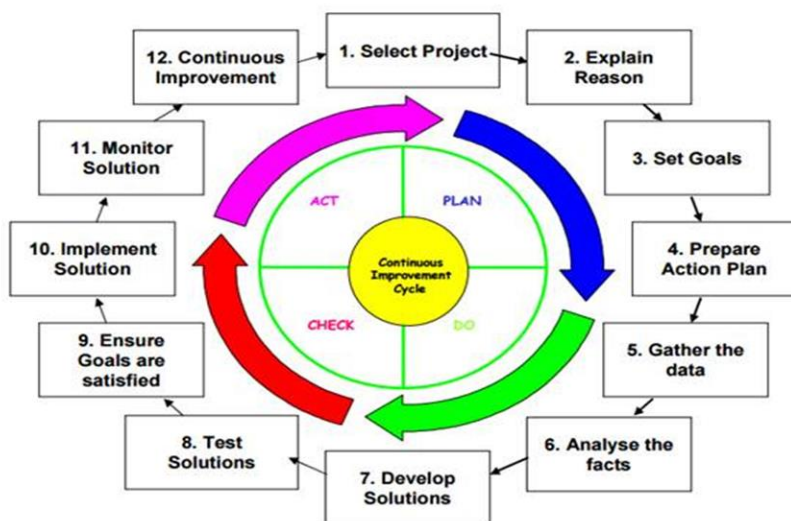 1. Select Project
2. Explain
Reason
3. Set Goals
4. Prepare
Action Plan
5. Gather the
data
6. Analyse the
facts
7. Develop
Solutions
8. Test
Solutions
9. Ensure
Goals are
satisfied
10. Implement
Solution
11. Monitor
Solution
12. Continuous
Improvement
ACT
PLAN
Continuous
Improvement
Cycle
CHECK
DO